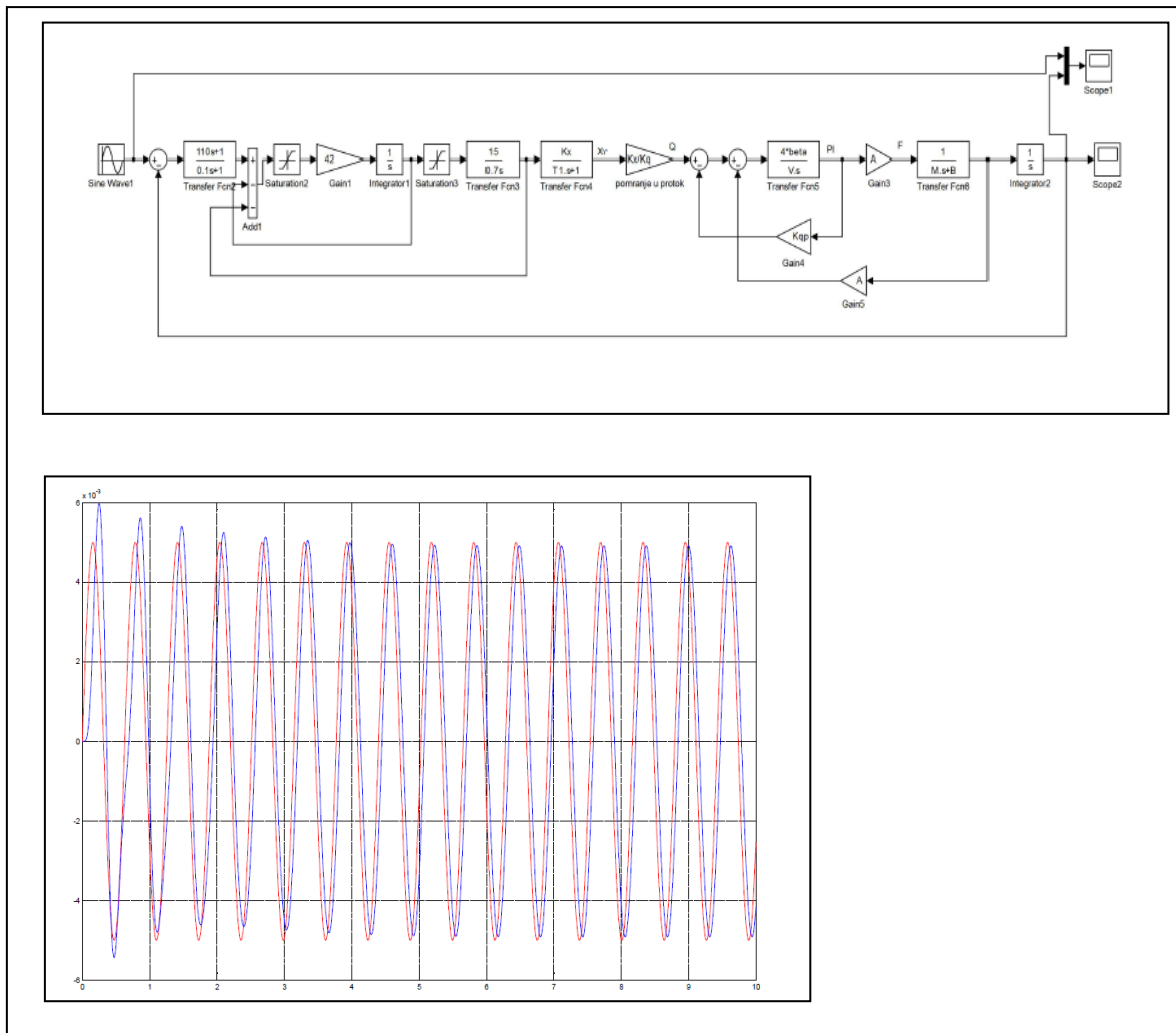 Scope1
110s+1
0.1s+1
42
1
s
15
0.7s
Kx
T1.s+1
Xr
Kx/Kq
Q
4*beta
V.s
Pl
A
F
1
M.s+B
1
s
Sine Wave1
Transfer Fcn2
Saturation2
Gain1
Integrator1
Saturation3
Transfer Fcn3
Transfer Fcn4
pomranje u protok
Transfer Fcn5
Gain3
Transfer Fcn6
Integrator2
Scope2
Add1
Kqp
Gain4
A
Gain5
x 10^-3
6
4
2
0
-2
-4
-6
0 1 2 3 4 5 6 7 8 9 10